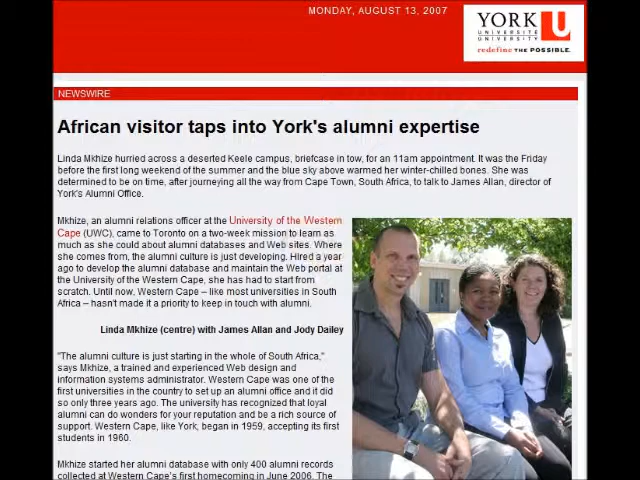 MONDAY, AUGUST 13, 2007
YORK U
UNIVERSITÉ
UNIVERSITY
redefine THE POSSIBLE.
NEWSWIRE
African visitor taps into York's alumni expertise
Linda Mkhize hurried across a deserted Keele campus, briefcase in tow, for an 11am appointment. It was the Friday
before the first long weekend of the summer and the blue sky above warmed her winter-chilled bones. She was
determined to be on time, after journeying all the way from Cape Town, South Africa, to talk to James Allan, director of
York's Alumni Office.
Mkhize, an alumni relations officer at the University of the Western
Cape (UWC), came to Toronto on a two-week mission to learn as
much as she could about alumni databases and Web sites. Where
she comes from, the alumni culture is just developing. Hired a year
ago to develop the alumni database and maintain the Web portal at
the University of the Western Cape, she has had to start from
scratch. Until now, Western Cape – like most universities in South
Africa – hasn't made it a priority to keep in touch with alumni.
Linda Mkhize (centre) with James Allan and Jody Dailey
"The alumni culture is just starting in the whole of South Africa,"
says Mkhize, a trained and experienced Web design and
information systems administrator. Western Cape was one of the
first universities in the country to set up an alumni office and it did
so only three years ago. The university has recognized that loyal
alumni can do wonders for your reputation and be a rich source of
support. Western Cape, like York, began in 1959, accepting its first
students in 1960.
Mkhize started her alumni database with only 400 alumni records
collected at Western Cape's first homecoming in June 2006. The